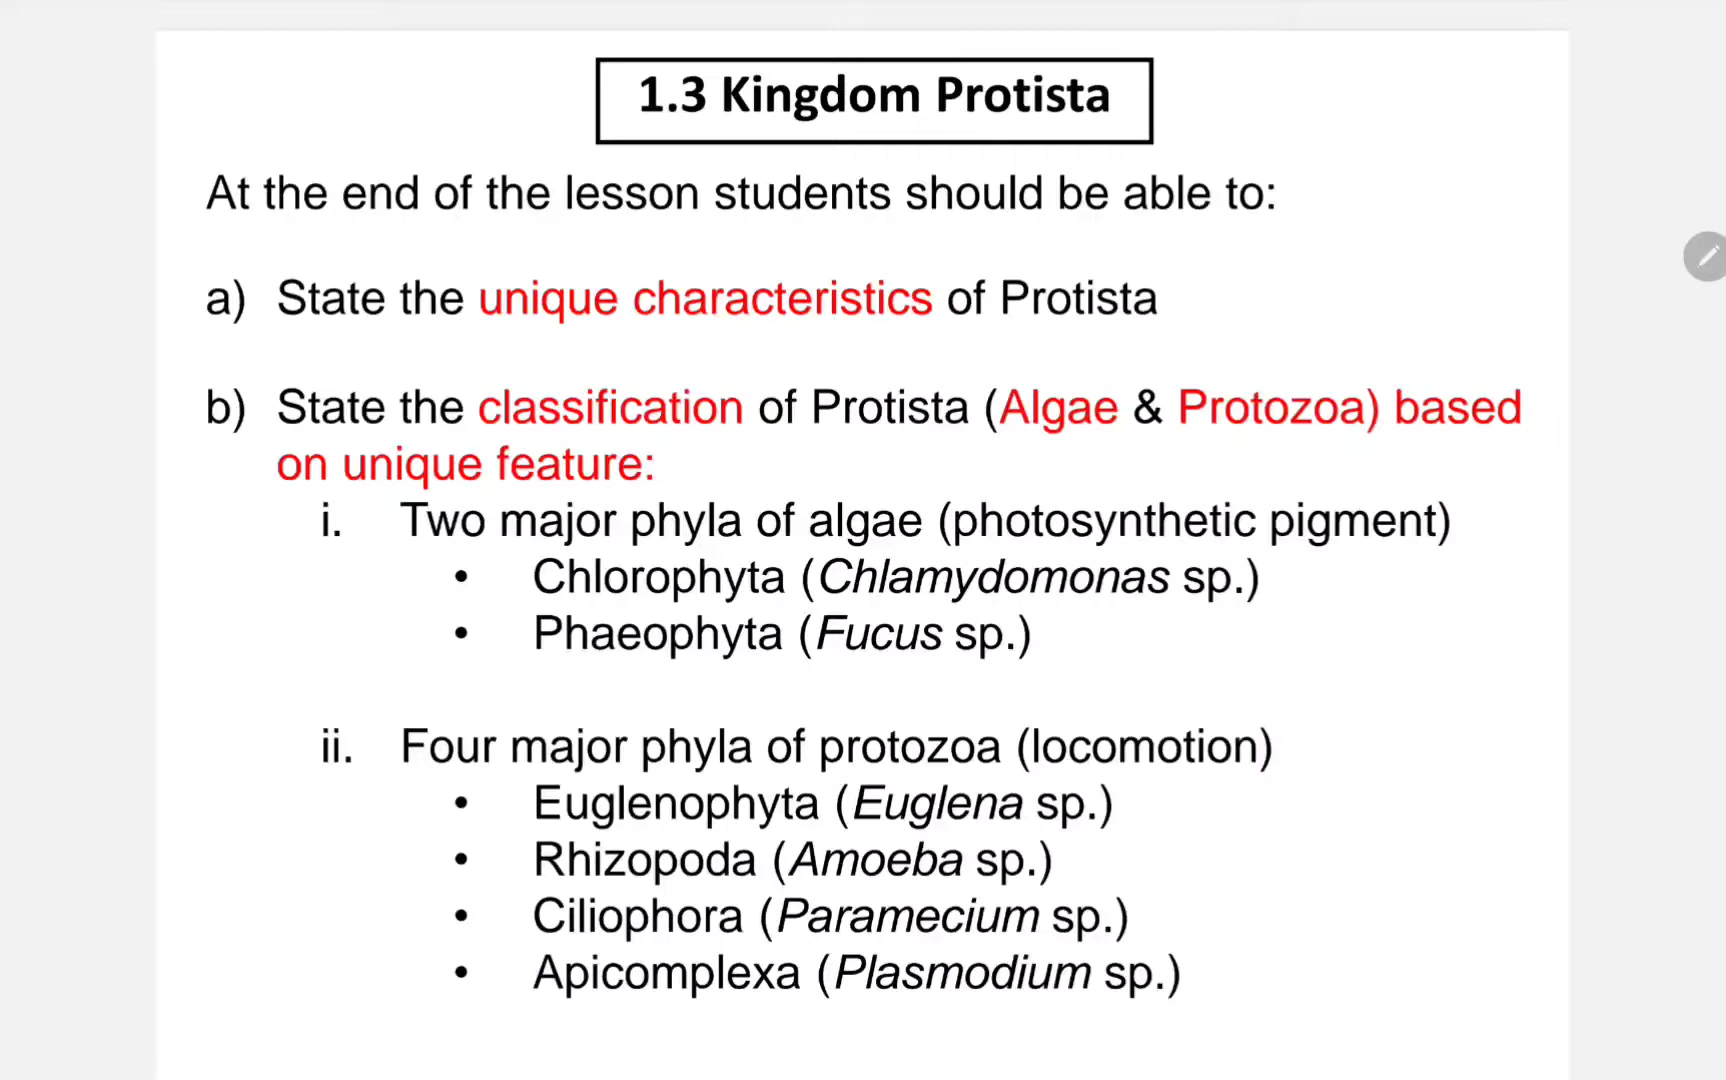 1.3 Kingdom Protista
At the end of the lesson students should be able to:
a) State the unique characteristics of Protista
b) State the classification of Protista (Algae & Protozoa) based
on unique feature:
i. Two major phyla of algae (photosynthetic pigment)
• Chlorophyta (Chlamydomonas sp.)
• Phaeophyta (Fucus sp.)
ii. Four major phyla of protozoa (locomotion)
• Euglenophyta (Euglena sp.)
• Rhizopoda (Amoeba sp.)
• Ciliophora (Paramecium sp.)
• Apicomplexa (Plasmodium sp.)